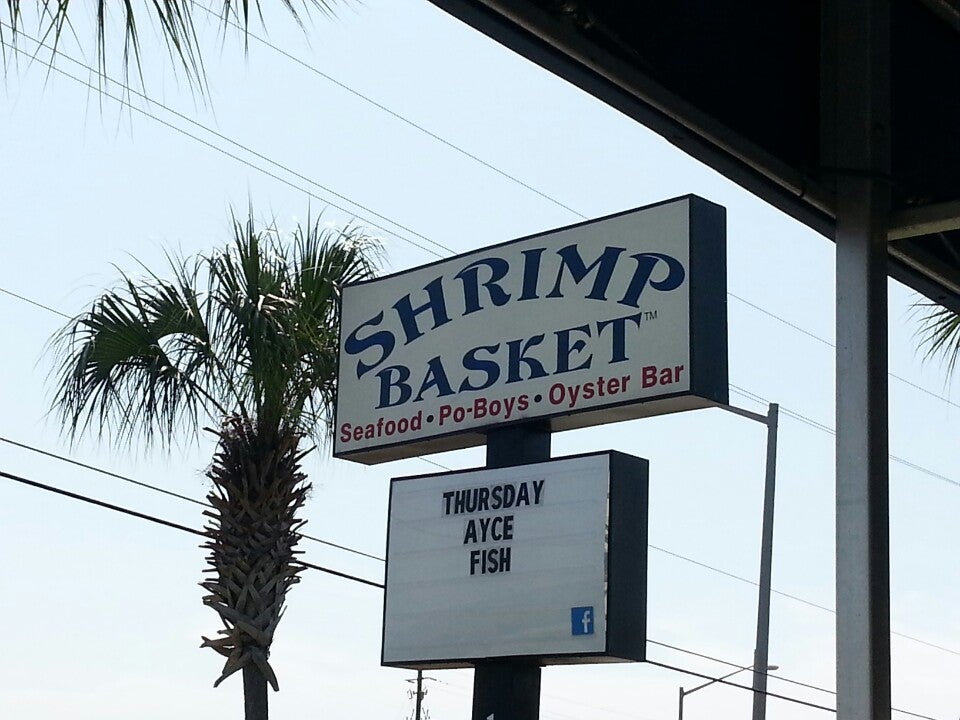 SHRIMP
BASKET™
Seafood • Po-Boys • Oyster Bar
THURSDAY
AYCE
FISH
f